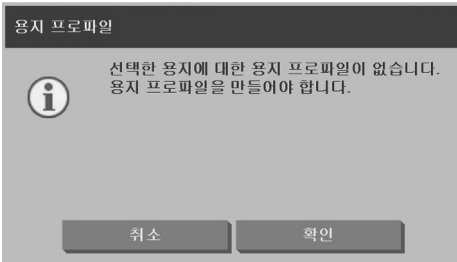 용지 프로파일
선택한 용지에 대한 용지 프로파일이 없습니다.
용지 프로파일을 만들어야 합니다.
취소
확인